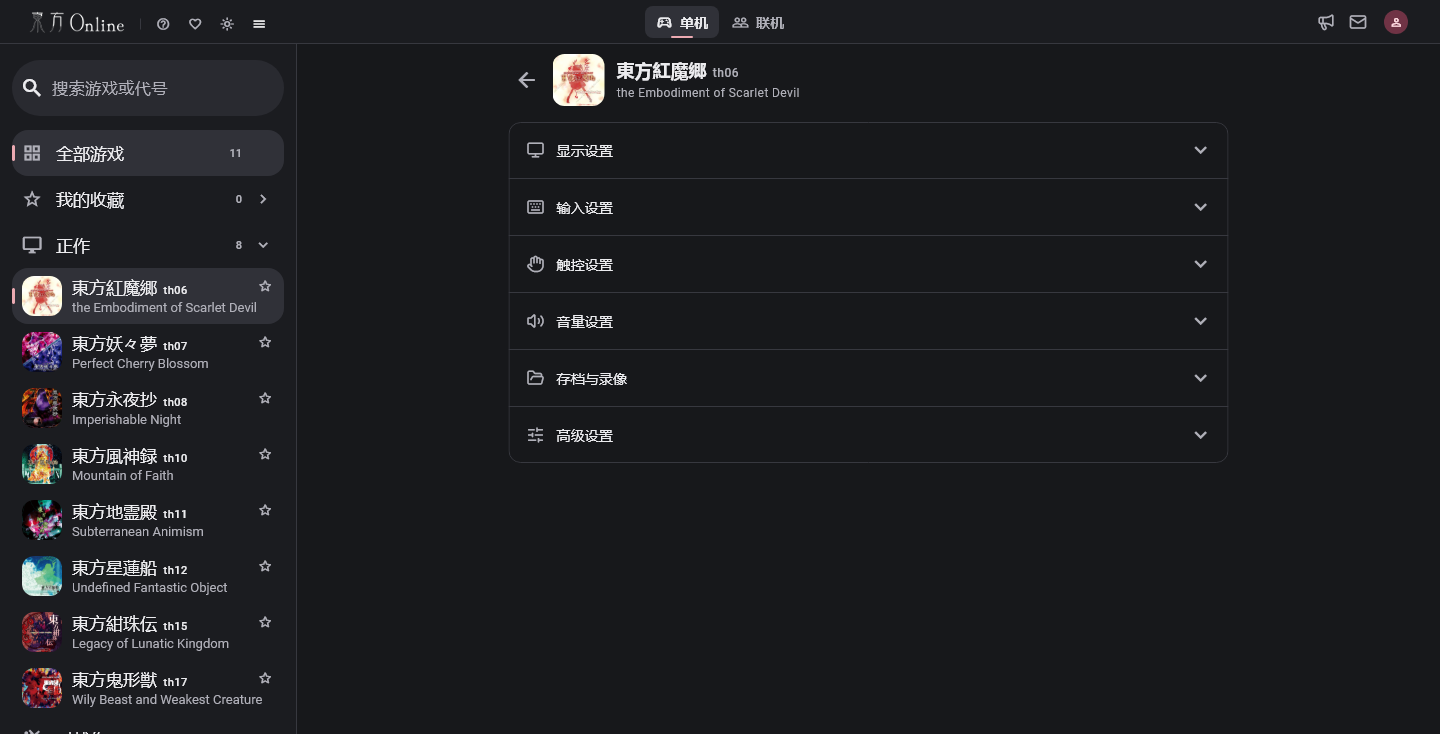 東方Online
单机
联机
搜索游戏或代号
全部游戏 11
我的收藏 0
正作 8
東方紅魔郷 th06
the Embodiment of Scarlet Devil
東方妖々夢 th07
Perfect Cherry Blossom
東方永夜抄 th08
Imperishable Night
東方風神録 th10
Mountain of Faith
東方地霊殿 th11
Subterranean Animism
東方星蓮船 th12
Undefined Fantastic Object
東方紺珠伝 th15
Legacy of Lunatic Kingdom
東方鬼形獣 th17
Wily Beast and Weakest Creature
東方紅魔郷 th06
the Embodiment of Scarlet Devil
显示设置
输入设置
触控设置
音量设置
存档与录像
高级设置